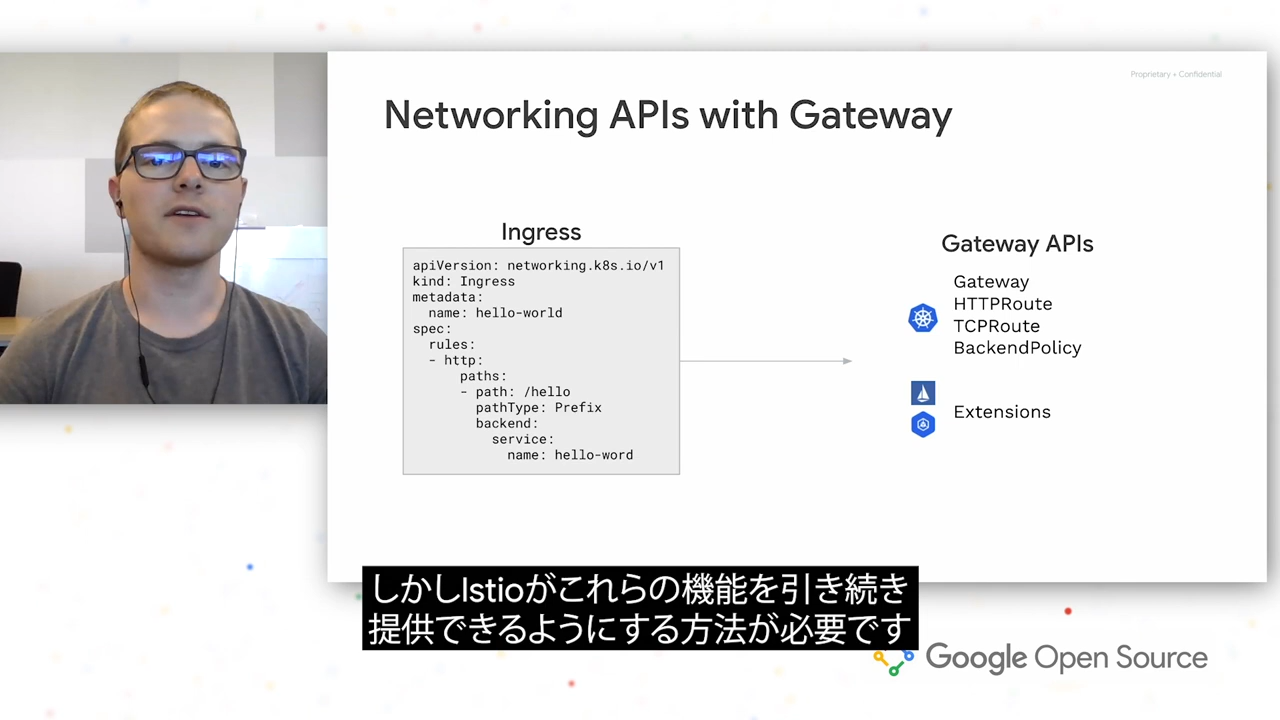 Proprietary + Confidential
Networking APIs with Gateway
Ingress
apiVersion: networking.k8s.io/v1
kind: Ingress
metadata:
  name: hello-world
spec:
  rules:
  - http:
      paths:
      - path: /hello
        pathType: Prefix
        backend:
          service:
            name: hello-word
Gateway APIs
Gateway
HTTPRoute
TCPRoute
BackendPolicy
Extensions
しかしIstioがこれらの機能を引き続き
提供できるようにする方法が必要です
Google Open Source